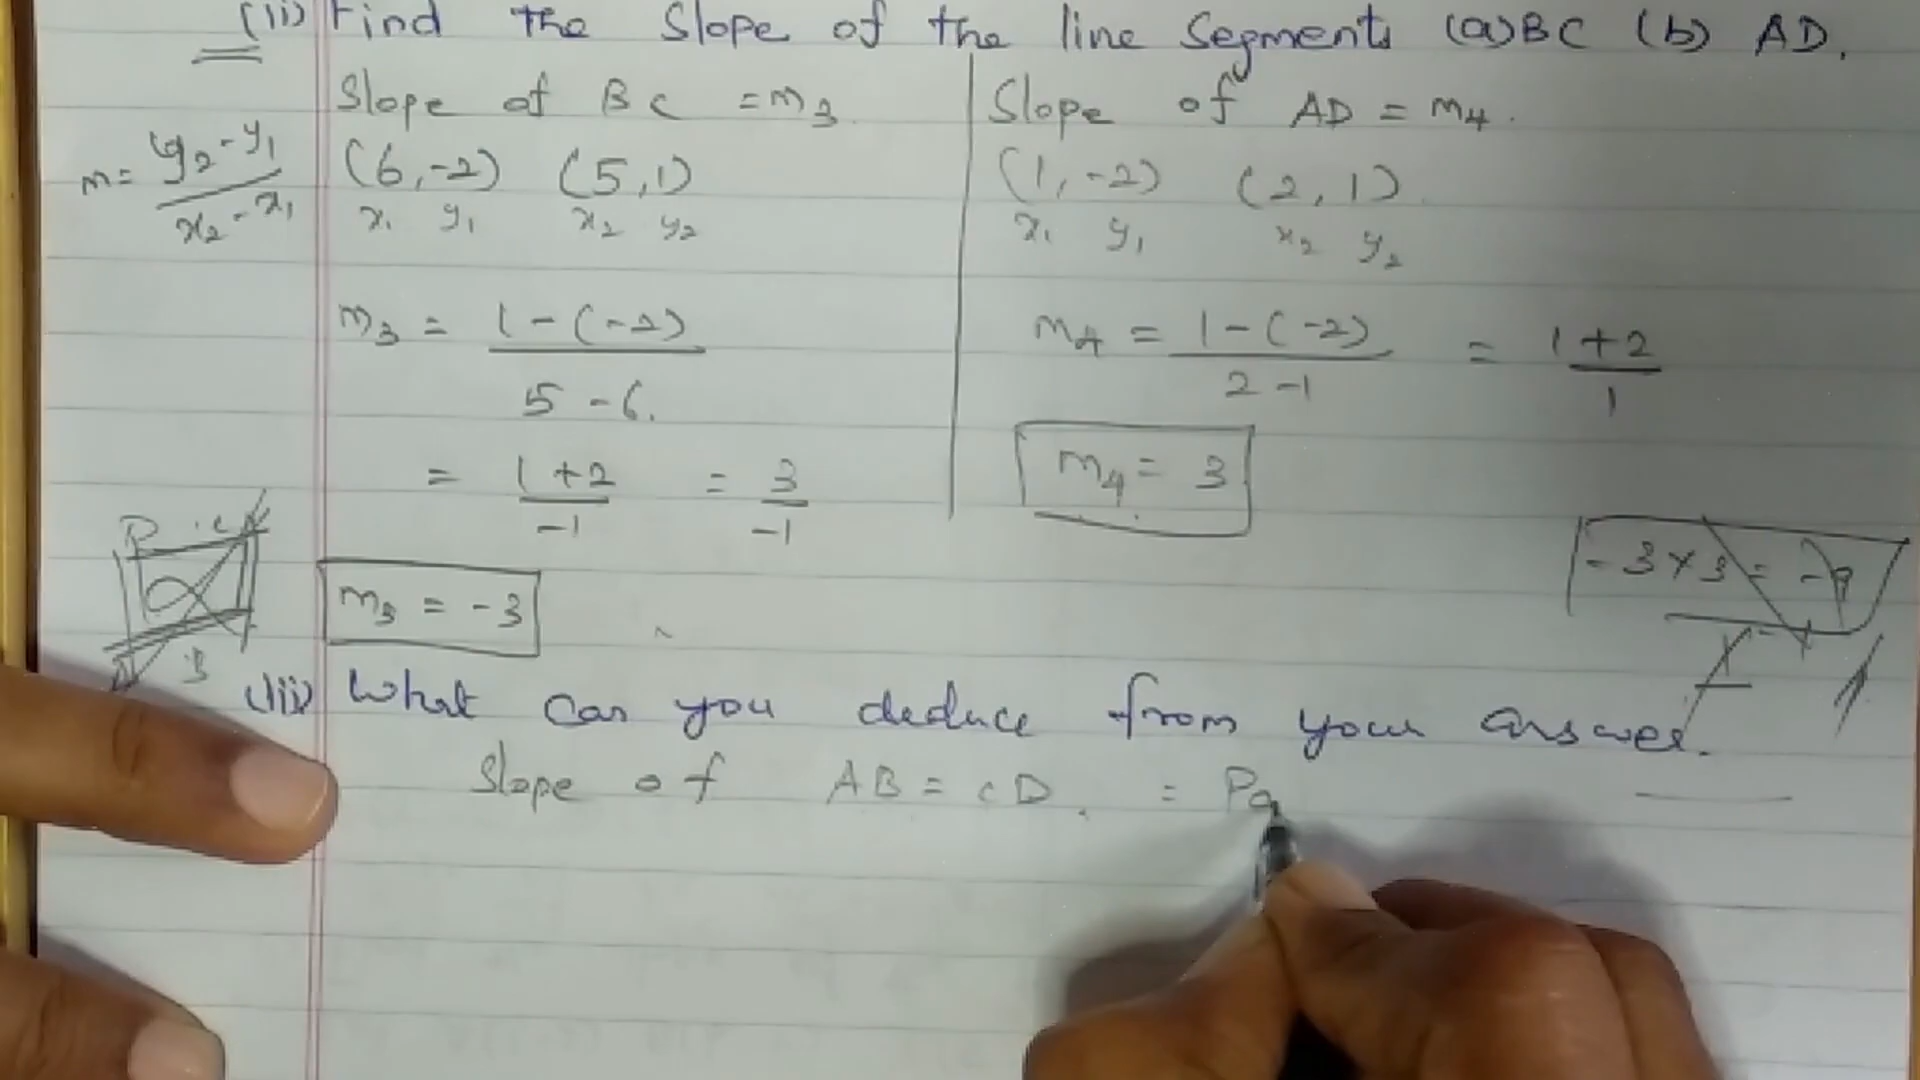 (ii) Find the Slope of the line Segments (a) BC (b) AD.
Slope of BC = m₃
m = y₂ - y₁ / x₂ - x₁
(6, -2) (5, 1)
x₁ y₁ x₂ y₂
m₃ = 1 - (-2) / 5 - 6.
= 1 + 2 / -1 = 3 / -1
m₃ = -3
Slope of AD = m₄.
(1, -2) (2, 1)
x₁ y₁ x₂ y₂
m₄ = 1 - (-2) / 2 - 1 = 1 + 2 / 1
m₄ = 3
-3 × 3 = -9
(iii) What can you deduce from your answer.
Slope of AB = CD. = Pa